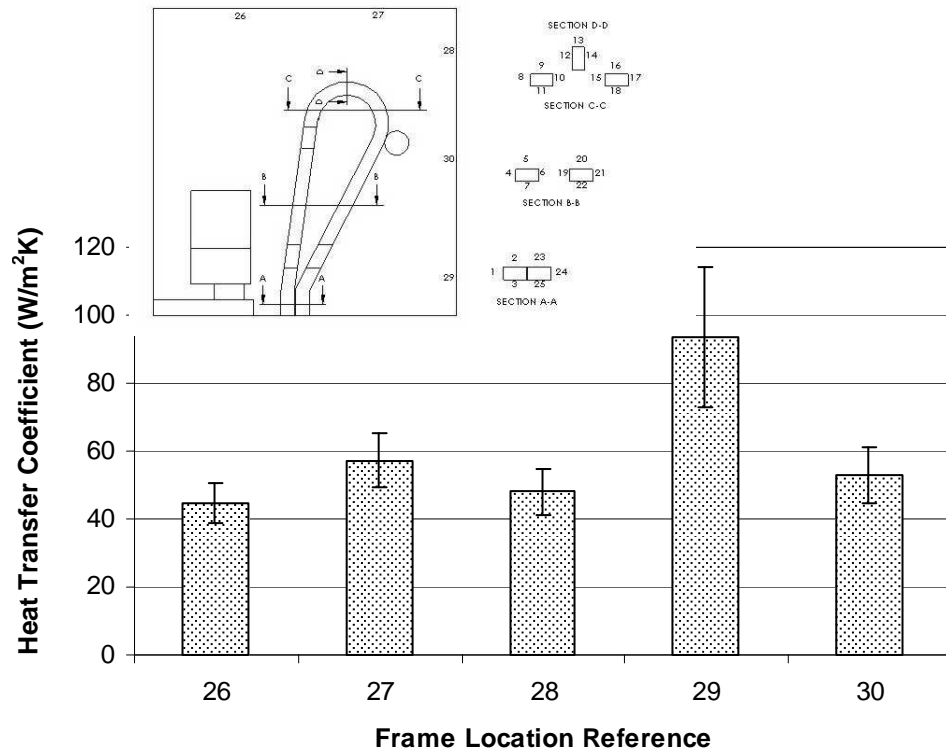 26 27
28
30
29
C C
D
D
B B
A A
SECTION D-D
13
12 14
9 16
8 10 15 17
11 18
SECTION C-C
5 20
4 6 19 21
7 22
SECTION B-B
2 23
1 24
3 25
SECTION A-A
Heat Transfer Coefficient (W/m²K)
120
100
80
60
40
20
0
26 27 28 29 30
Frame Location Reference